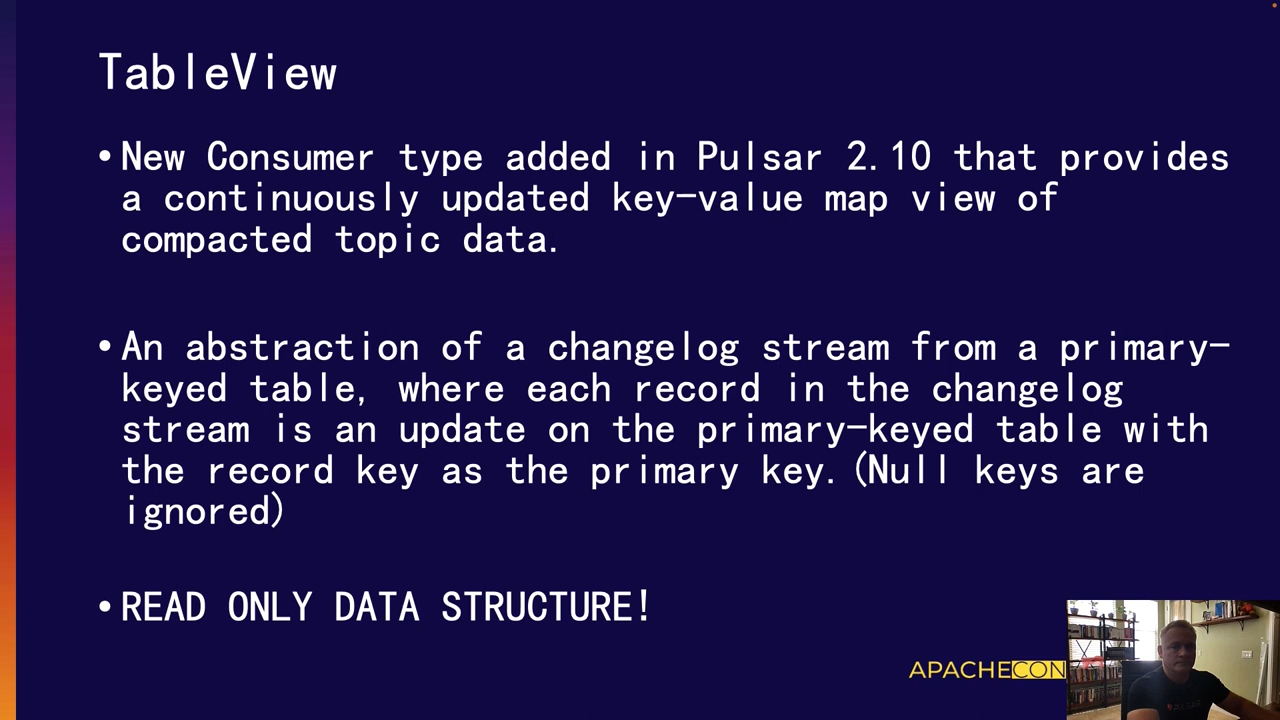 TableView
• New Consumer type added in Pulsar 2.10 that provides
a continuously updated key-value map view of
compacted topic data.
• An abstraction of a changelog stream from a primary-
keyed table, where each record in the changelog
stream is an update on the primary-keyed table with
the record key as the primary key.(Null keys are
ignored)
• READ ONLY DATA STRUCTURE!
APACHECON
PULSAR